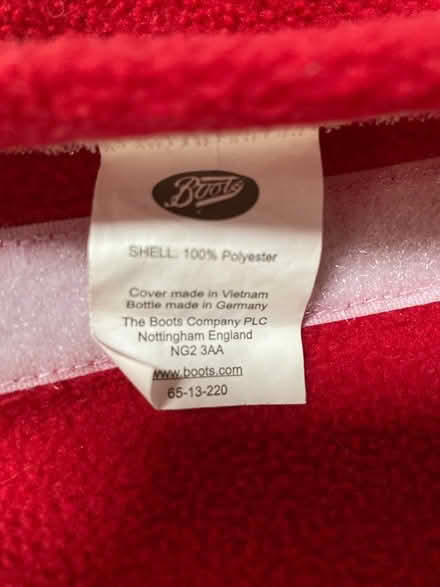 Boots
SHELL: 100% Polyester
Cover made in Vietnam
Bottle made in Germany
The Boots Company PLC
Nottingham England
NG2 3AA
www.boots.com
65-13-220